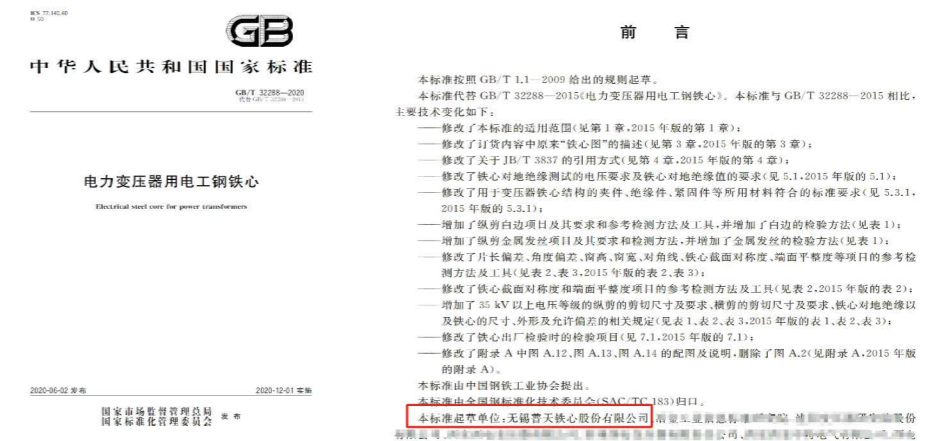 ICS 77.140.40
GB
中华人民共和国国家标准
GB/T 32288—2020
代替 GB/T 32288—2015
电力变压器用电工钢铁心
Electrical steel core for power transformers
2020-06-02 发布
2020-12-01 实施
国家市场监督管理总局
国家标准化管理委员会
发布
前 言
本标准按照 GB/T 1.1—2009 给出的规则起草。
本标准代替 GB/T 32288—2015《电力变压器用电工钢铁心》。本标准与 GB/T 32288—2015 相比,
主要技术变化如下:
——修改了本标准的适用范围(见第 1 章,2015 年版的第 1 章);
——修改了订货内容中原来“铁心图”的描述(见第 3 章,2015 年版的第 3 章);
——修改了关于 JB/T 3837 的引用方式(见第 4 章,2015 年版的第 4 章);
——修改了铁心对地绝缘测试的电压要求及铁心对地绝缘值的要求(见 5.1,2015 年版的 5.1);
——修改了用于变压器铁心结构的夹件、绝缘件、紧固件等所用材料符合的标准要求(见 5.3.1,
2015 年版的 5.3.1);
——增加了纵剪白边项目及其要求和参考检测方法及工具,并增加了白边的检验方法(见表 1);
——增加了纵剪金属发丝项目及其要求和检测方法,并增加了金属发丝的检验方法(见表 1);
——修改了片长偏差、角度偏差、窗高、窗宽、对角线、铁心截面对称度、端面平整度等项目的参考检
测方法及工具(见表 2、表 3,2015 年版的表 2、表 3);
——修改了铁心截面对称度和端面平整度项目的参考检测方法及工具(见表 2,2015 年版的表 2);
——增加了 35 kV 以上电压等级的纵剪的剪切尺寸及要求、横剪的剪切尺寸及要求、铁心对地绝缘以
及铁心的尺寸、外形及允许偏差的相关规定(见表 1、表 2、表 3,2015 年版的表 1、表 2、表 3);
——修改了铁心出厂检验时的检验项目(见 7.1,2015 年版的 7.1);
——修改了附录 A 中图 A.12、图 A.13、图 A.14 的配图及说明,删除了图 A.2(见附录 A,2015 年版
的附录 A)。
本标准由中国钢铁工业协会提出。
本标准由全国钢标准化技术委员会(SAC/TC 183)归口。
本标准起草单位:无锡普天铁心股份有限公司